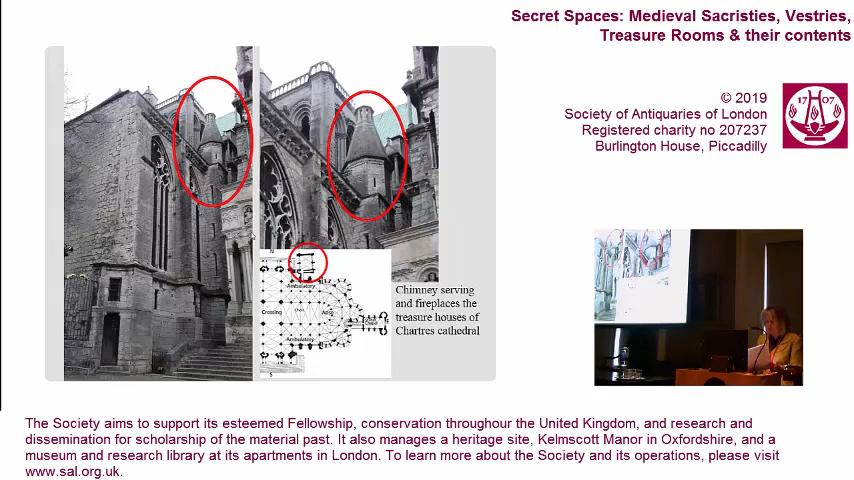 Secret Spaces: Medieval Sacristies, Vestries,
Treasure Rooms & their contents
© 2019
Society of Antiquaries of London
Registered charity no 207237
Burlington House, Piccadilly
17 07
N
Ambulatory
Crossing
Choir
Apse
Ambulatory
S
Chimney serving
and fireplaces the
treasure houses of
Chartres cathedral
The Society aims to support its esteemed Fellowship, conservation throughour the United Kingdom, and research and
dissemination for scholarship of the material past. It also manages a heritage site, Kelmscott Manor in Oxfordshire, and a
museum and research library at its apartments in London. To learn more about the Society and its operations, please visit
www.sal.org.uk.